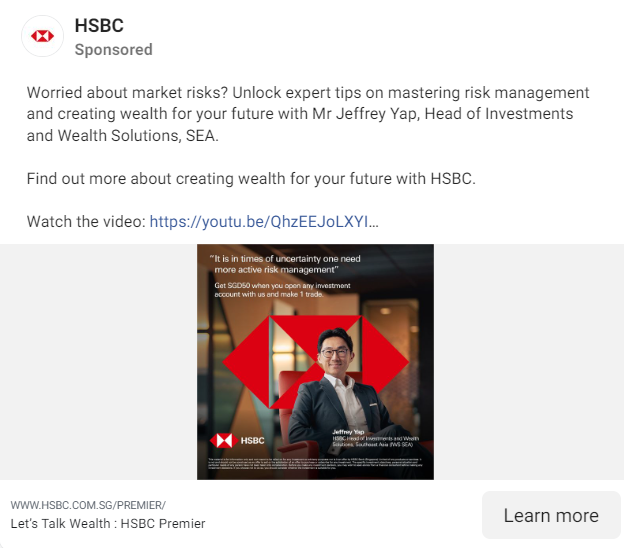 HSBC
Sponsored
Worried about market risks? Unlock expert tips on mastering risk management
and creating wealth for your future with Mr Jeffrey Yap, Head of Investments
and Wealth Solutions, SEA.
Find out more about creating wealth for your future with HSBC.
Watch the video: https://youtu.be/QhzEEJoLXYI...
“It is in times of uncertainty one need
more active risk management”
Get SGD50 when you open any investment
account with us and make 1 trade.
HSBC
Jeffrey Yap
HSBC Head of Investments and Wealth
Solutions, Southeast Asia (IWS SEA)
WWW.HSBC.COM.SG/PREMIER/
Let's Talk Wealth : HSBC Premier
Learn more